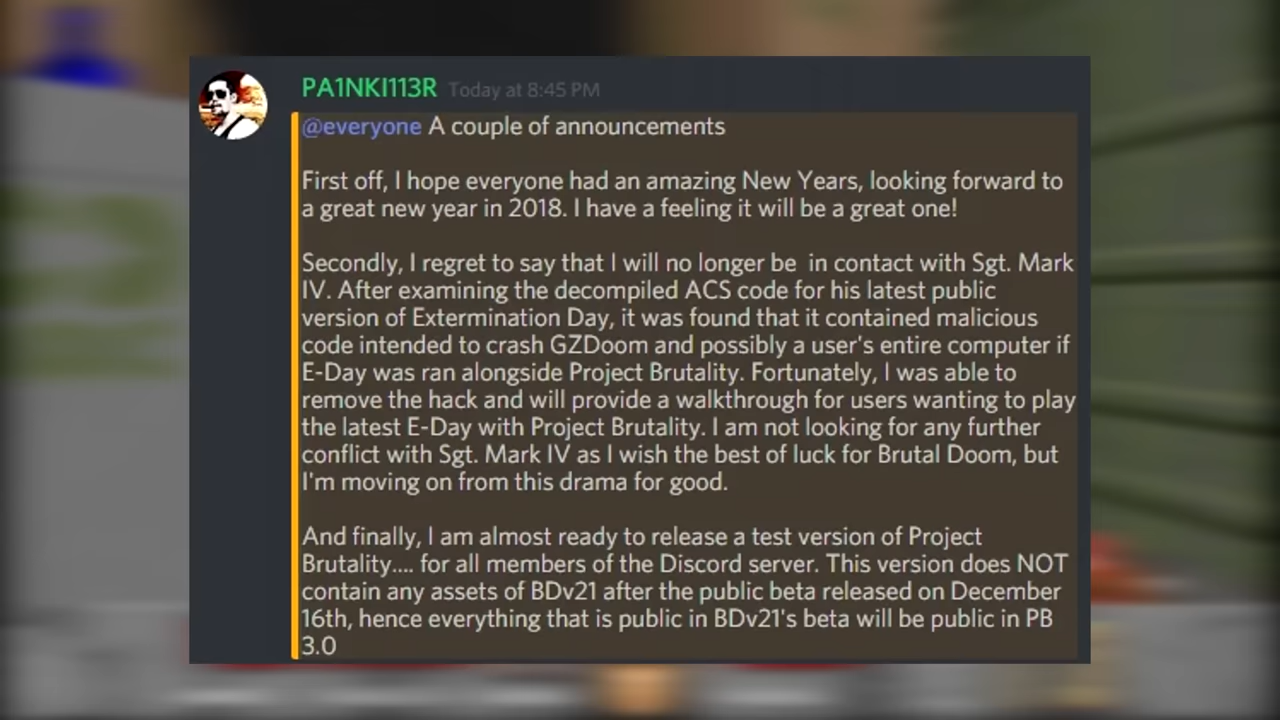 PA1NKI113R Today at 8:45 PM
@everyone A couple of announcements
First off, I hope everyone had an amazing New Years, looking forward to
a great new year in 2018. I have a feeling it will be a great one!
Secondly, I regret to say that I will no longer be  in contact with Sgt. Mark
IV. After examining the decompiled ACS code for his latest public
version of Extermination Day, it was found that it contained malicious
code intended to crash GZDoom and possibly a user's entire computer if
E-Day was ran alongside Project Brutality. Fortunately, I was able to
remove the hack and will provide a walkthrough for users wanting to play
the latest E-Day with Project Brutality. I am not looking for any further
conflict with Sgt. Mark IV as I wish the best of luck for Brutal Doom, but
I'm moving on from this drama for good.
And finally, I am almost ready to release a test version of Project
Brutality.... for all members of the Discord server. This version does NOT
contain any assets of BDv21 after the public beta released on December
16th, hence everything that is public in BDv21's beta will be public in PB
3.0